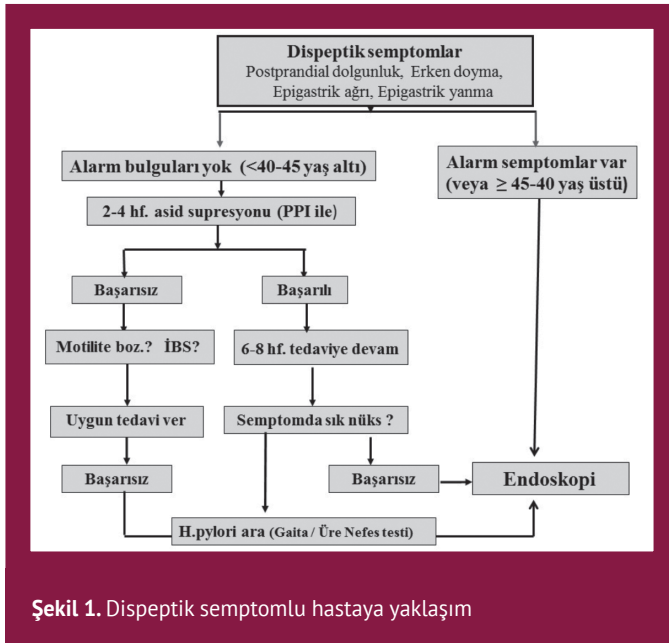 Dispeptik semptomlar
Postprandial dolgunluk, Erken doyma,
Epigastrik ağrı, Epigastrik yanma
Alarm bulguları yok (<40-45 yaş altı)
Alarm semptomlar var
(veya ≥ 45-40 yaş üstü)
2-4 hf. asid supresyonu (PPI ile)
Başarısız
Başarılı
Motilite boz.? İBS?
6-8 hf. tedaviye devam
Uygun tedavi ver
Semptomda sık nüks ?
Başarısız
Başarısız
Endoskopi
H.pylori ara (Gaita / Üre Nefes testi)
Şekil 1. Dispeptik semptomlu hastaya yaklaşım